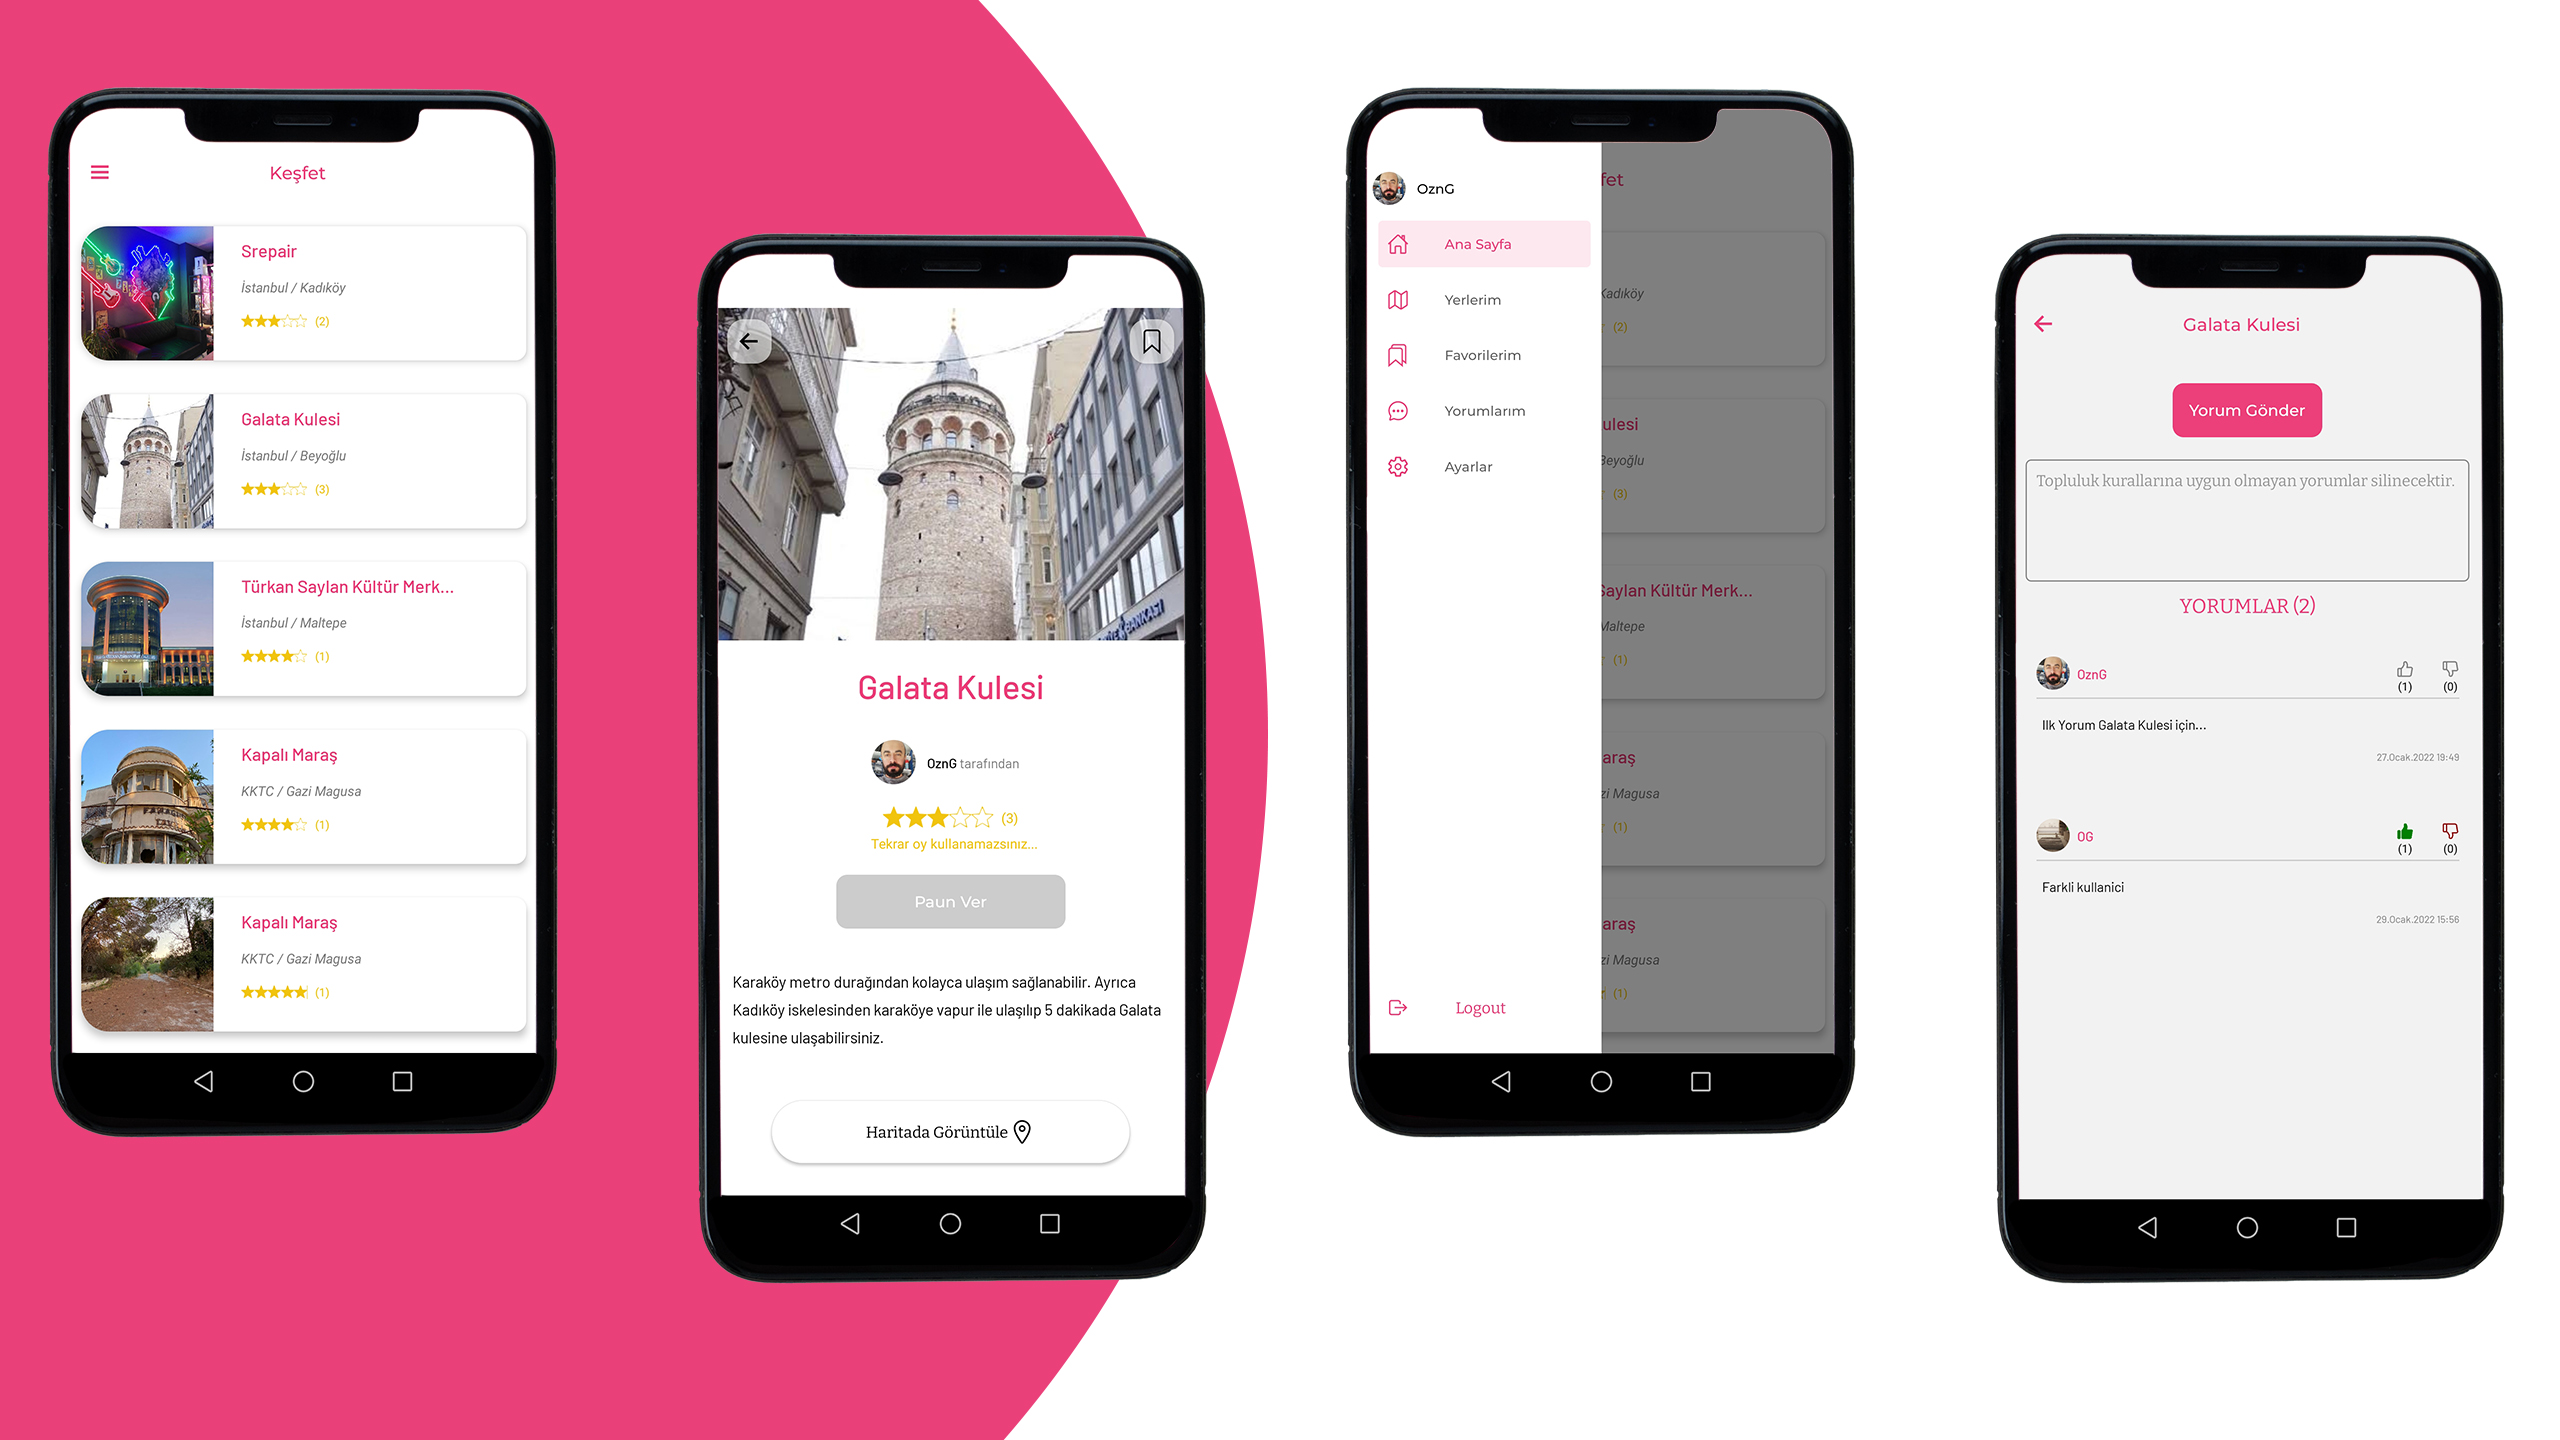 Keşfet
Srepair
İstanbul / Kadıköy
(2)
Galata Kulesi
İstanbul / Beyoğlu
(3)
Türkan Saylan Kültür Merk...
İstanbul / Maltepe
(1)
Kapalı Maraş
KKTC / Gazi Magusa
(1)
Kapalı Maraş
KKTC / Gazi Magusa
(1)
BANKASI
Galata Kulesi
OznG tarafından
(3)
Tekrar oy kullanamazsınız...
Paun Ver
Karaköy metro durağından kolayca ulaşım sağlanabilir. Ayrıca
Kadıköy iskelesinden karaköye vapur ile ulaşılıp 5 dakikada Galata
kulesine ulaşabilirsiniz.
Haritada Görüntüle
OznG
Ana Sayfa
Yerlerim
Favorilerim
Yorumlarım
Ayarlar
Logout
fet
Kadıköy
(2)
ulesi
Beyoğlu
(3)
Saylan Kültür Merk...
Maltepe
(1)
araş
zi Magusa
(1)
araş
zi Magusa
(1)
Galata Kulesi
Yorum Gönder
Topluluk kurallarına uygun olmayan yorumlar silinecektir.
YORUMLAR (2)
OznG
(1) (0)
Ilk Yorum Galata Kulesi için...
27.Ocak.2022 19:49
OG
(1) (0)
Farkli kullanici
29.Ocak.2022 15:56